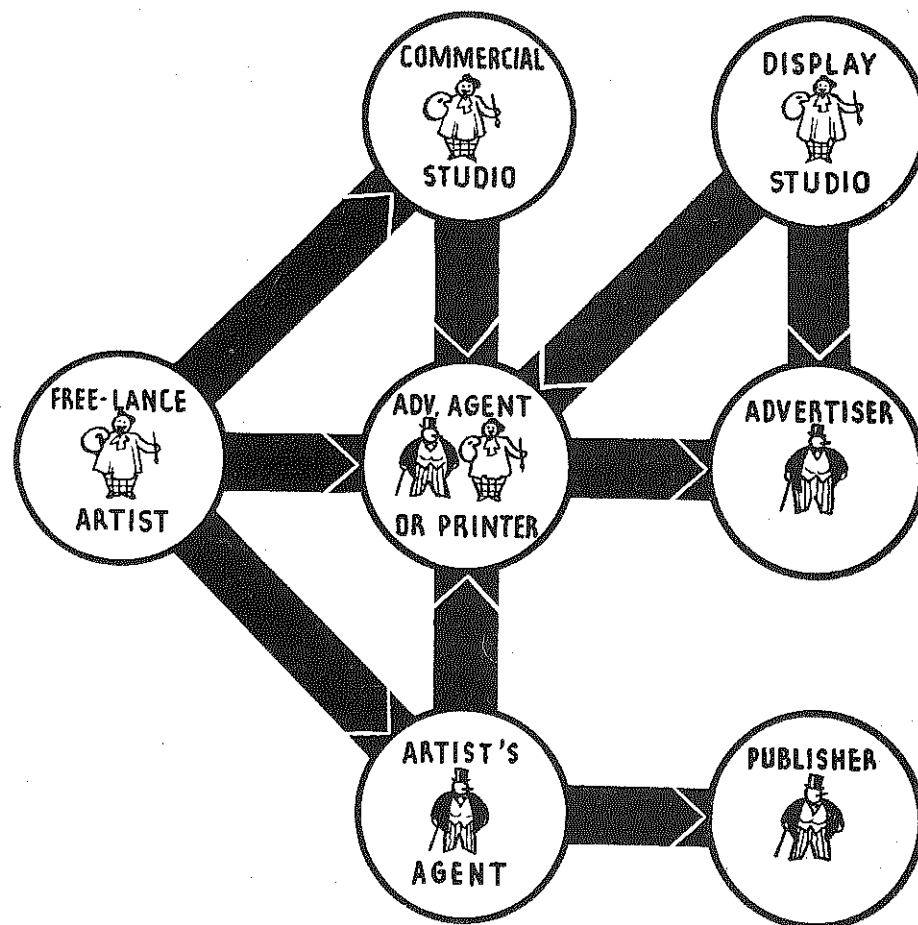 COMMERCIAL
STUDIO
DISPLAY
STUDIO
FREE-LANCE
ARTIST
ADV. AGENT
OR PRINTER
ADVERTISER
ARTIST'S
AGENT
PUBLISHER